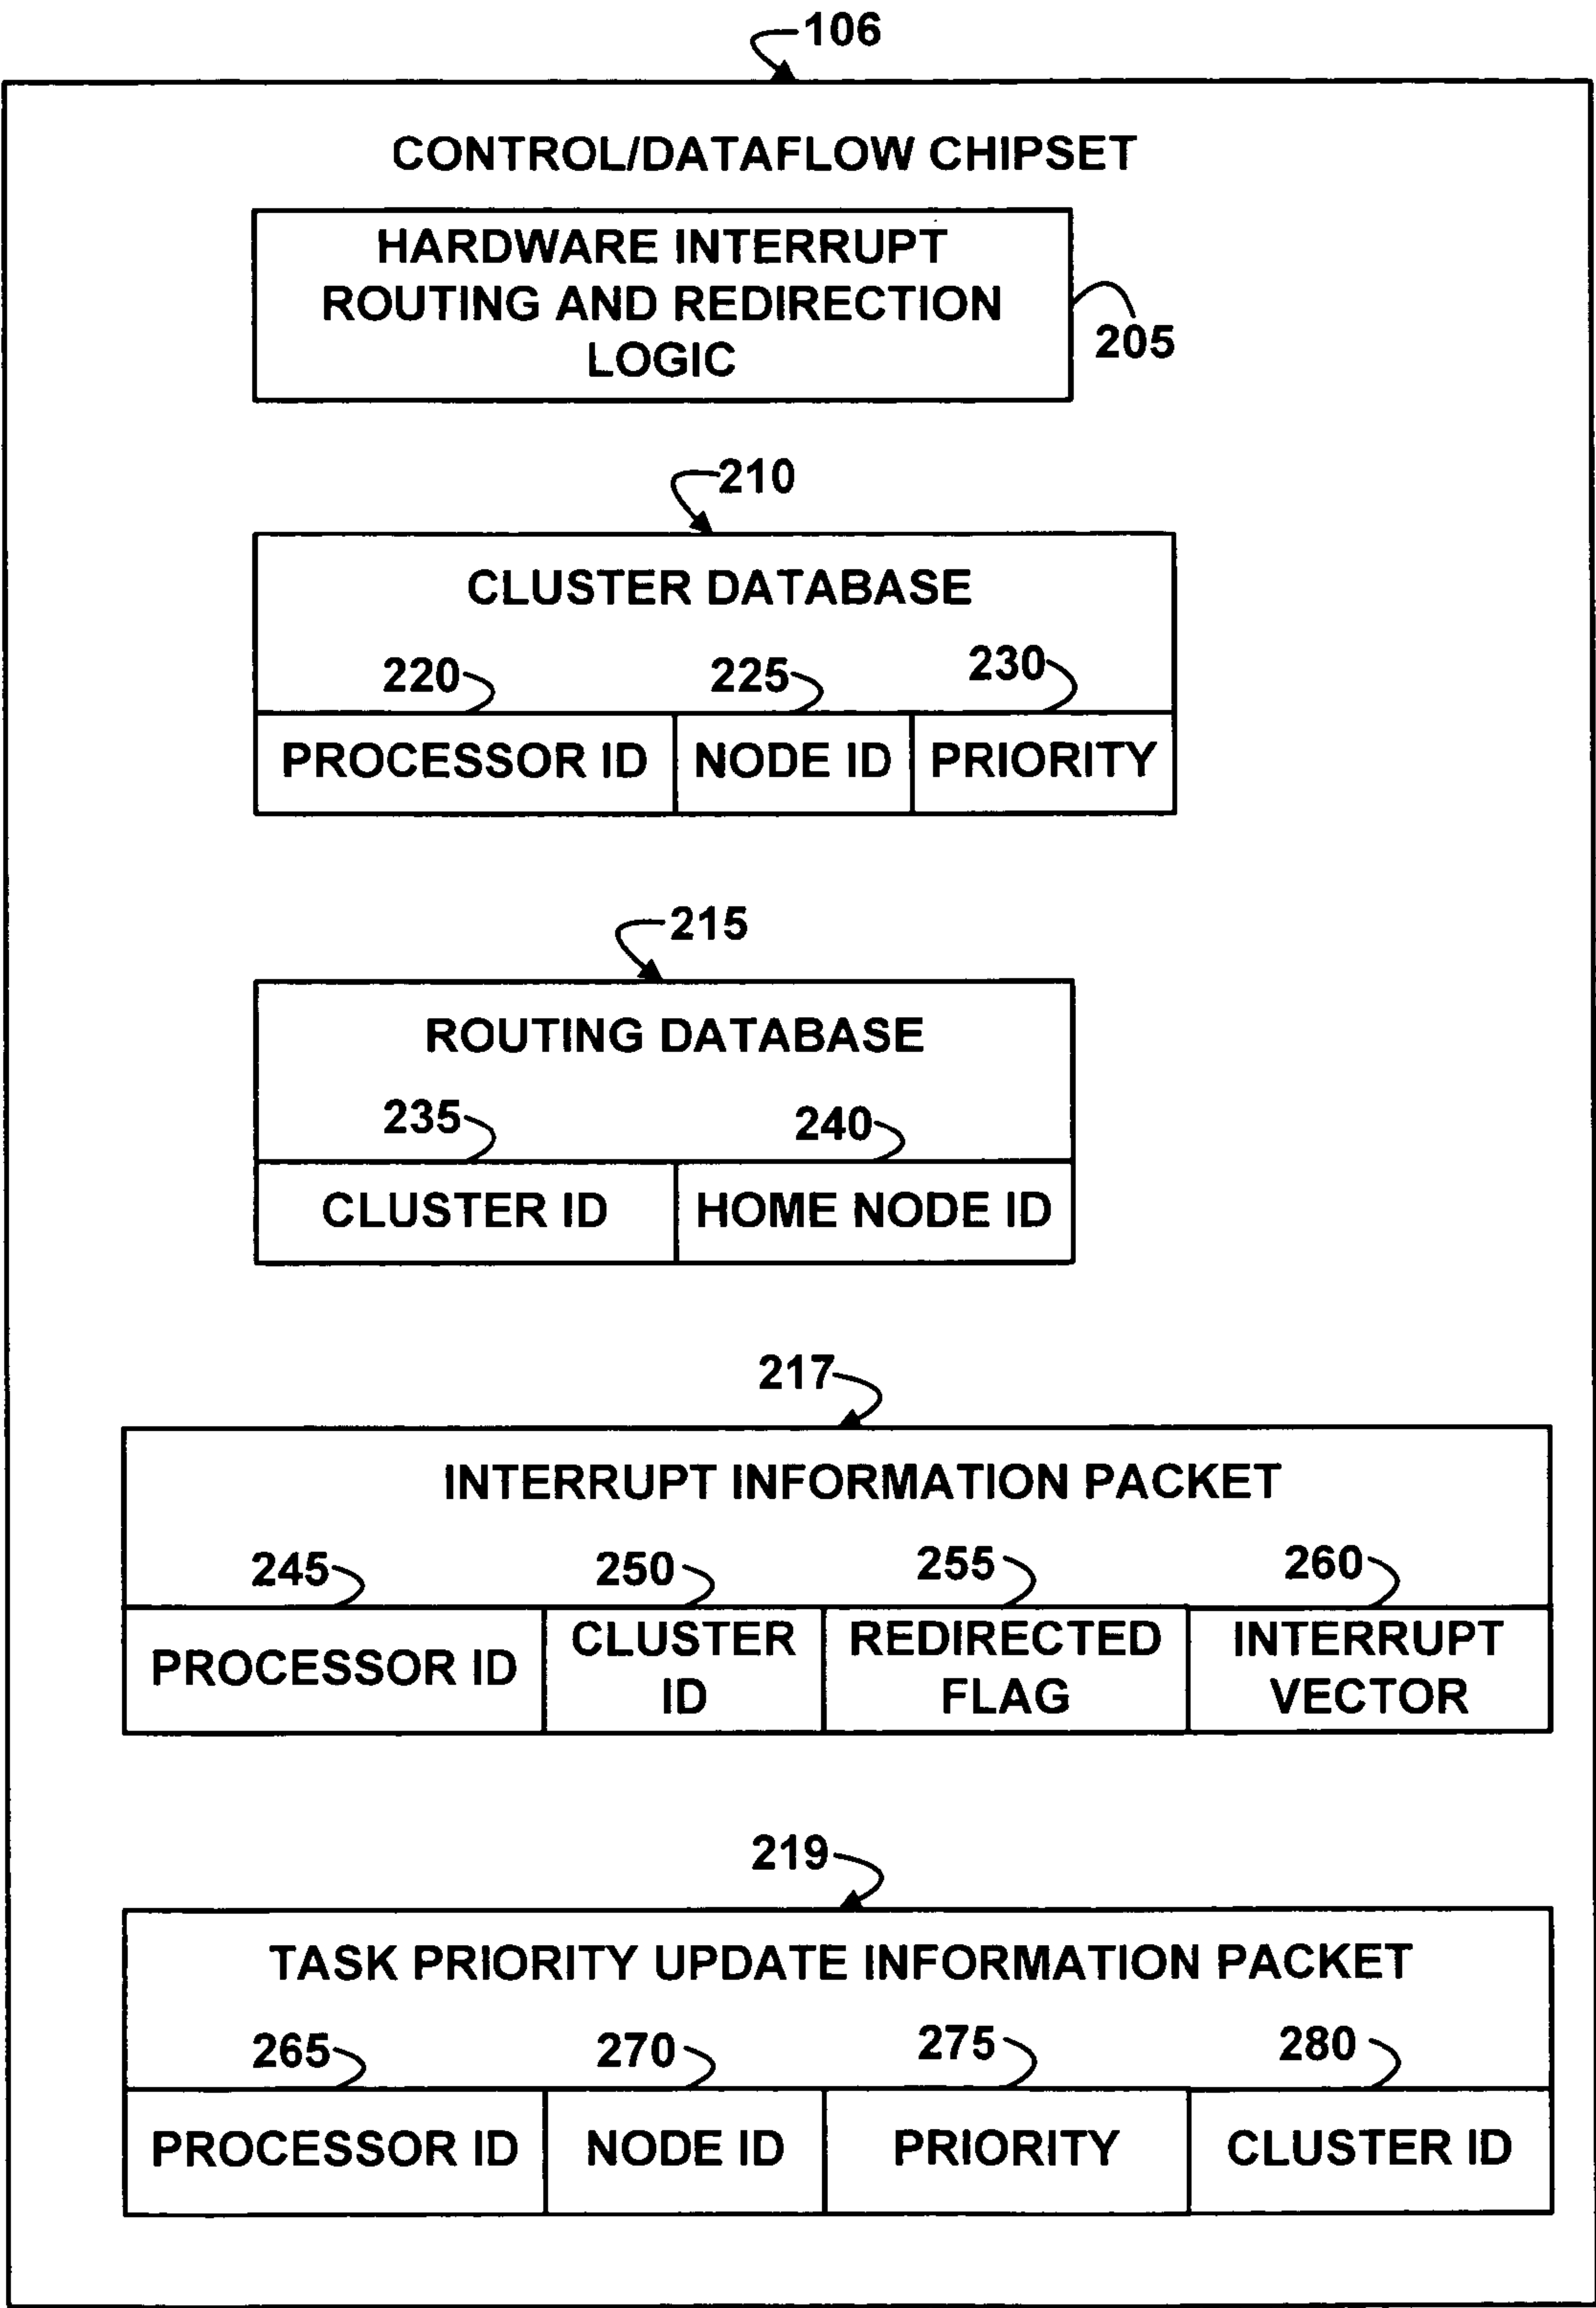 106
CONTROL/DATAFLOW CHIPSET
HARDWARE INTERRUPT
ROUTING AND REDIRECTION
LOGIC
205
210
CLUSTER DATABASE
220 225 230
PROCESSOR ID NODE ID PRIORITY
215
ROUTING DATABASE
235 240
CLUSTER ID HOME NODE ID
217
INTERRUPT INFORMATION PACKET
245 250 255 260
PROCESSOR ID
CLUSTER
ID
REDIRECTED
FLAG
INTERRUPT
VECTOR
219
TASK PRIORITY UPDATE INFORMATION PACKET
265 270 275 280
PROCESSOR ID NODE ID PRIORITY CLUSTER ID